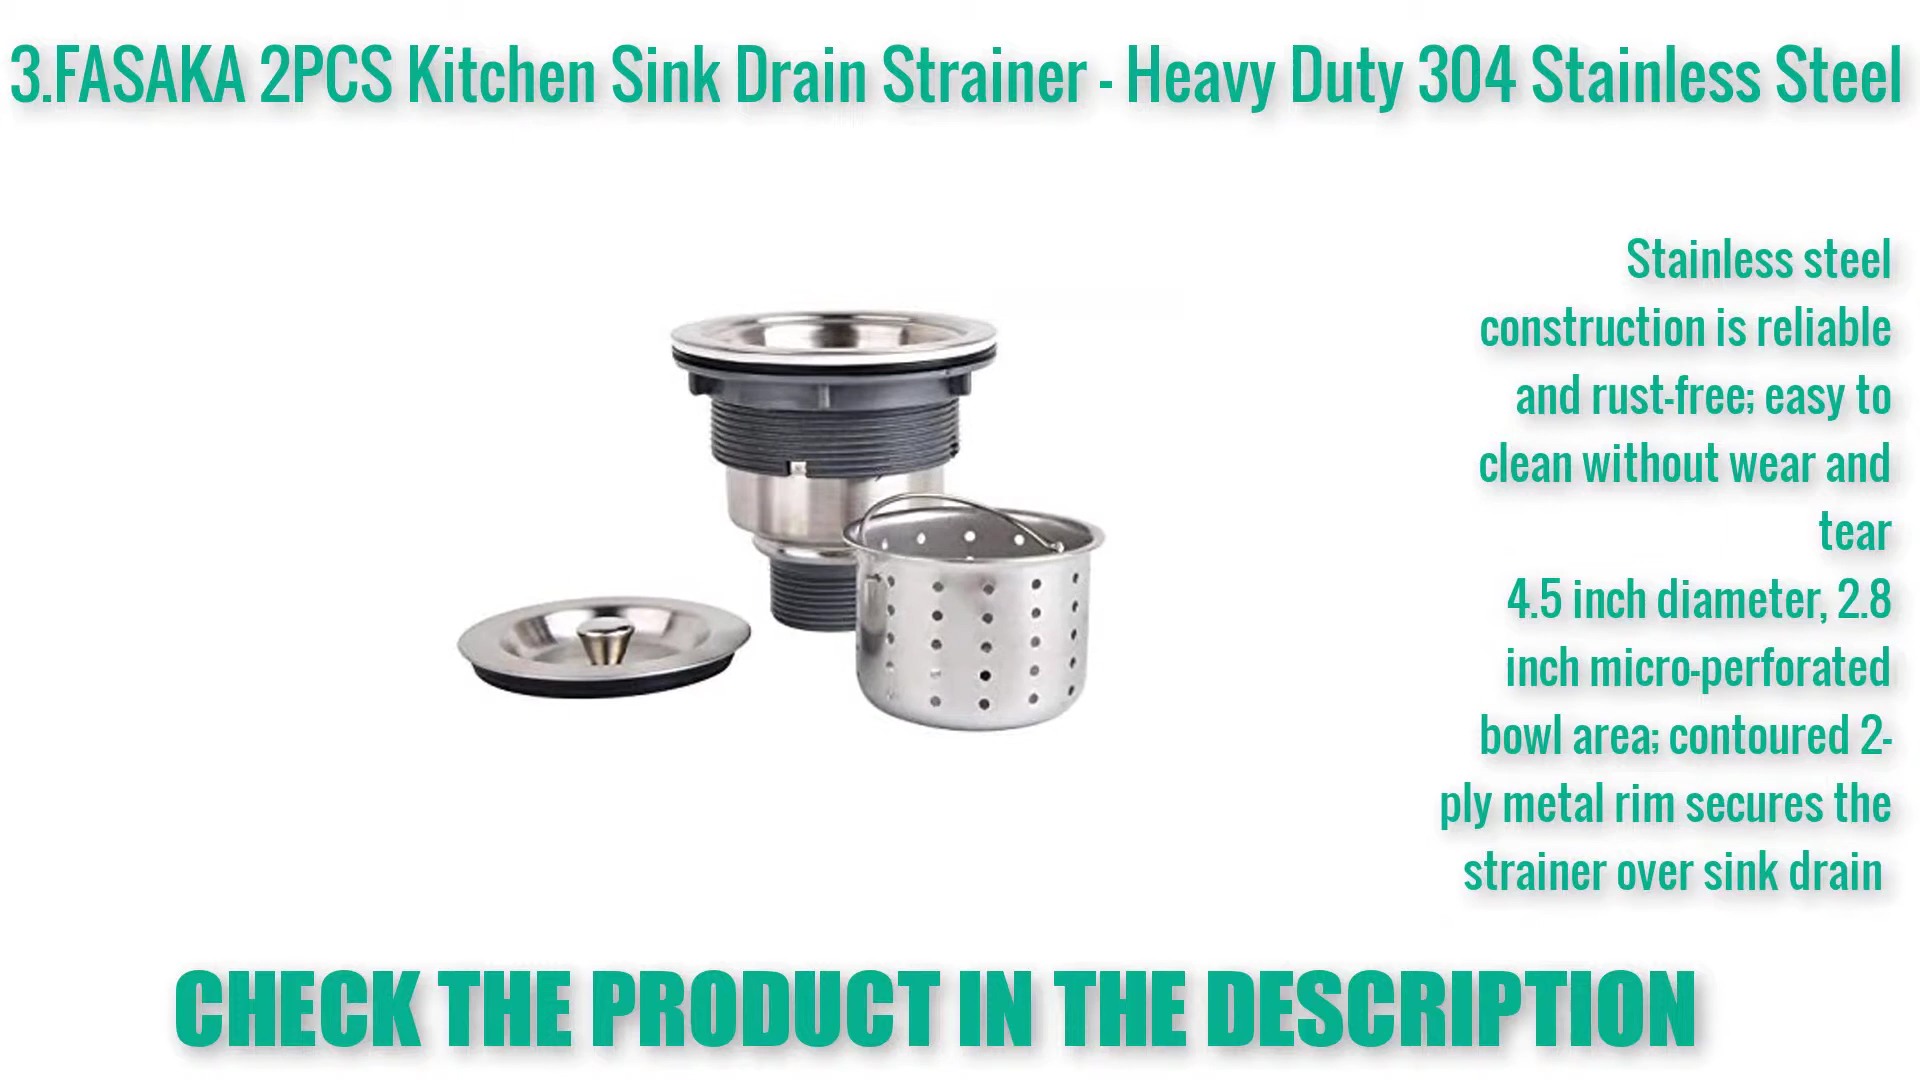 3.FASAKA 2PCS Kitchen Sink Drain Strainer - Heavy Duty 304 Stainless Steel
Stainless steel
construction is reliable
and rust-free; easy to
clean without wear and
tear
4.5 inch diameter, 2.8
inch micro-perforated
bowl area; contoured 2-
ply metal rim secures the
strainer over sink drain
CHECK THE PRODUCT IN THE DESCRIPTION